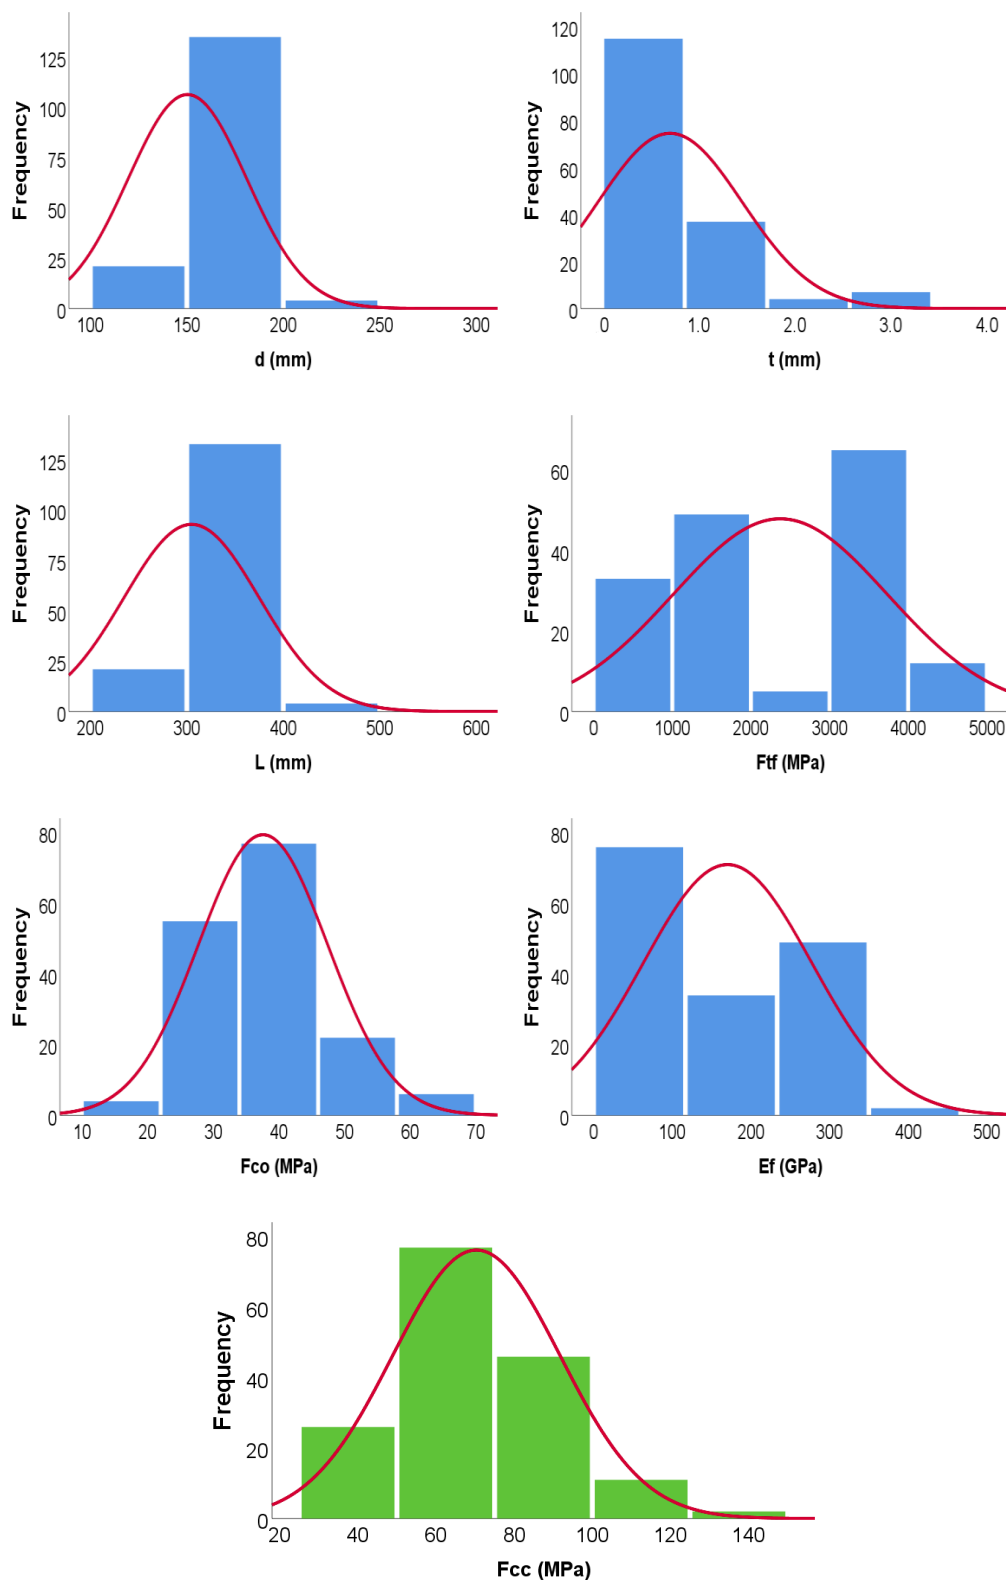 Frequency
125
100
75
50
25
0
100 150 200 250 300
d (mm)
Frequency
120
100
80
60
40
20
0
0 1.0 2.0 3.0 4.0
t (mm)
Frequency
125
100
75
50
25
0
200 300 400 500 600
L (mm)
Frequency
60
40
20
0
0 1000 2000 3000 4000 5000
Ftf (MPa)
Frequency
80
60
40
20
0
10 20 30 40 50 60 70
Fco (MPa)
Frequency
80
60
40
20
0
0 100 200 300 400 500
Ef (GPa)
Frequency
80
60
40
20
0
20 40 60 80 100 120 140
Fcc (MPa)